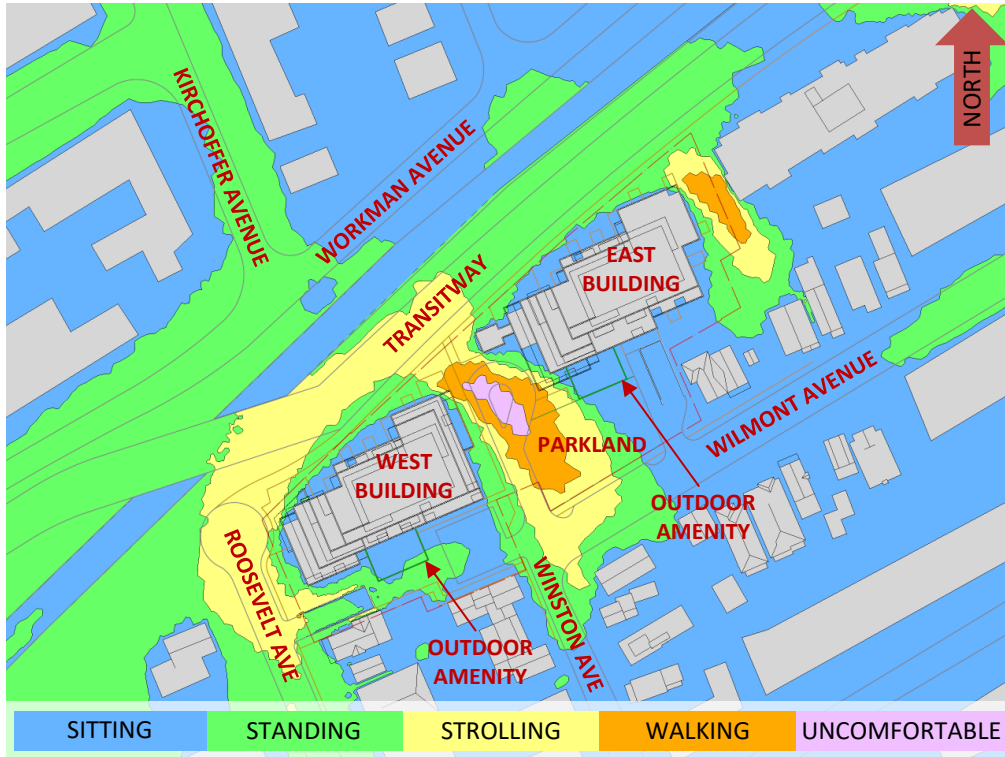 NORTH
KIRCHOFFER AVENUE
WORKMAN AVENUE
TRANSITWAY
EAST
BUILDING
WILMONT AVENUE
PARKLAND
WEST
BUILDING
OUTDOOR
AMENITY
ROOSEVELT AVE
WINSTON AVE
OUTDOOR
AMENITY
SITTING
STANDING
STROLLING
WALKING
UNCOMFORTABLE